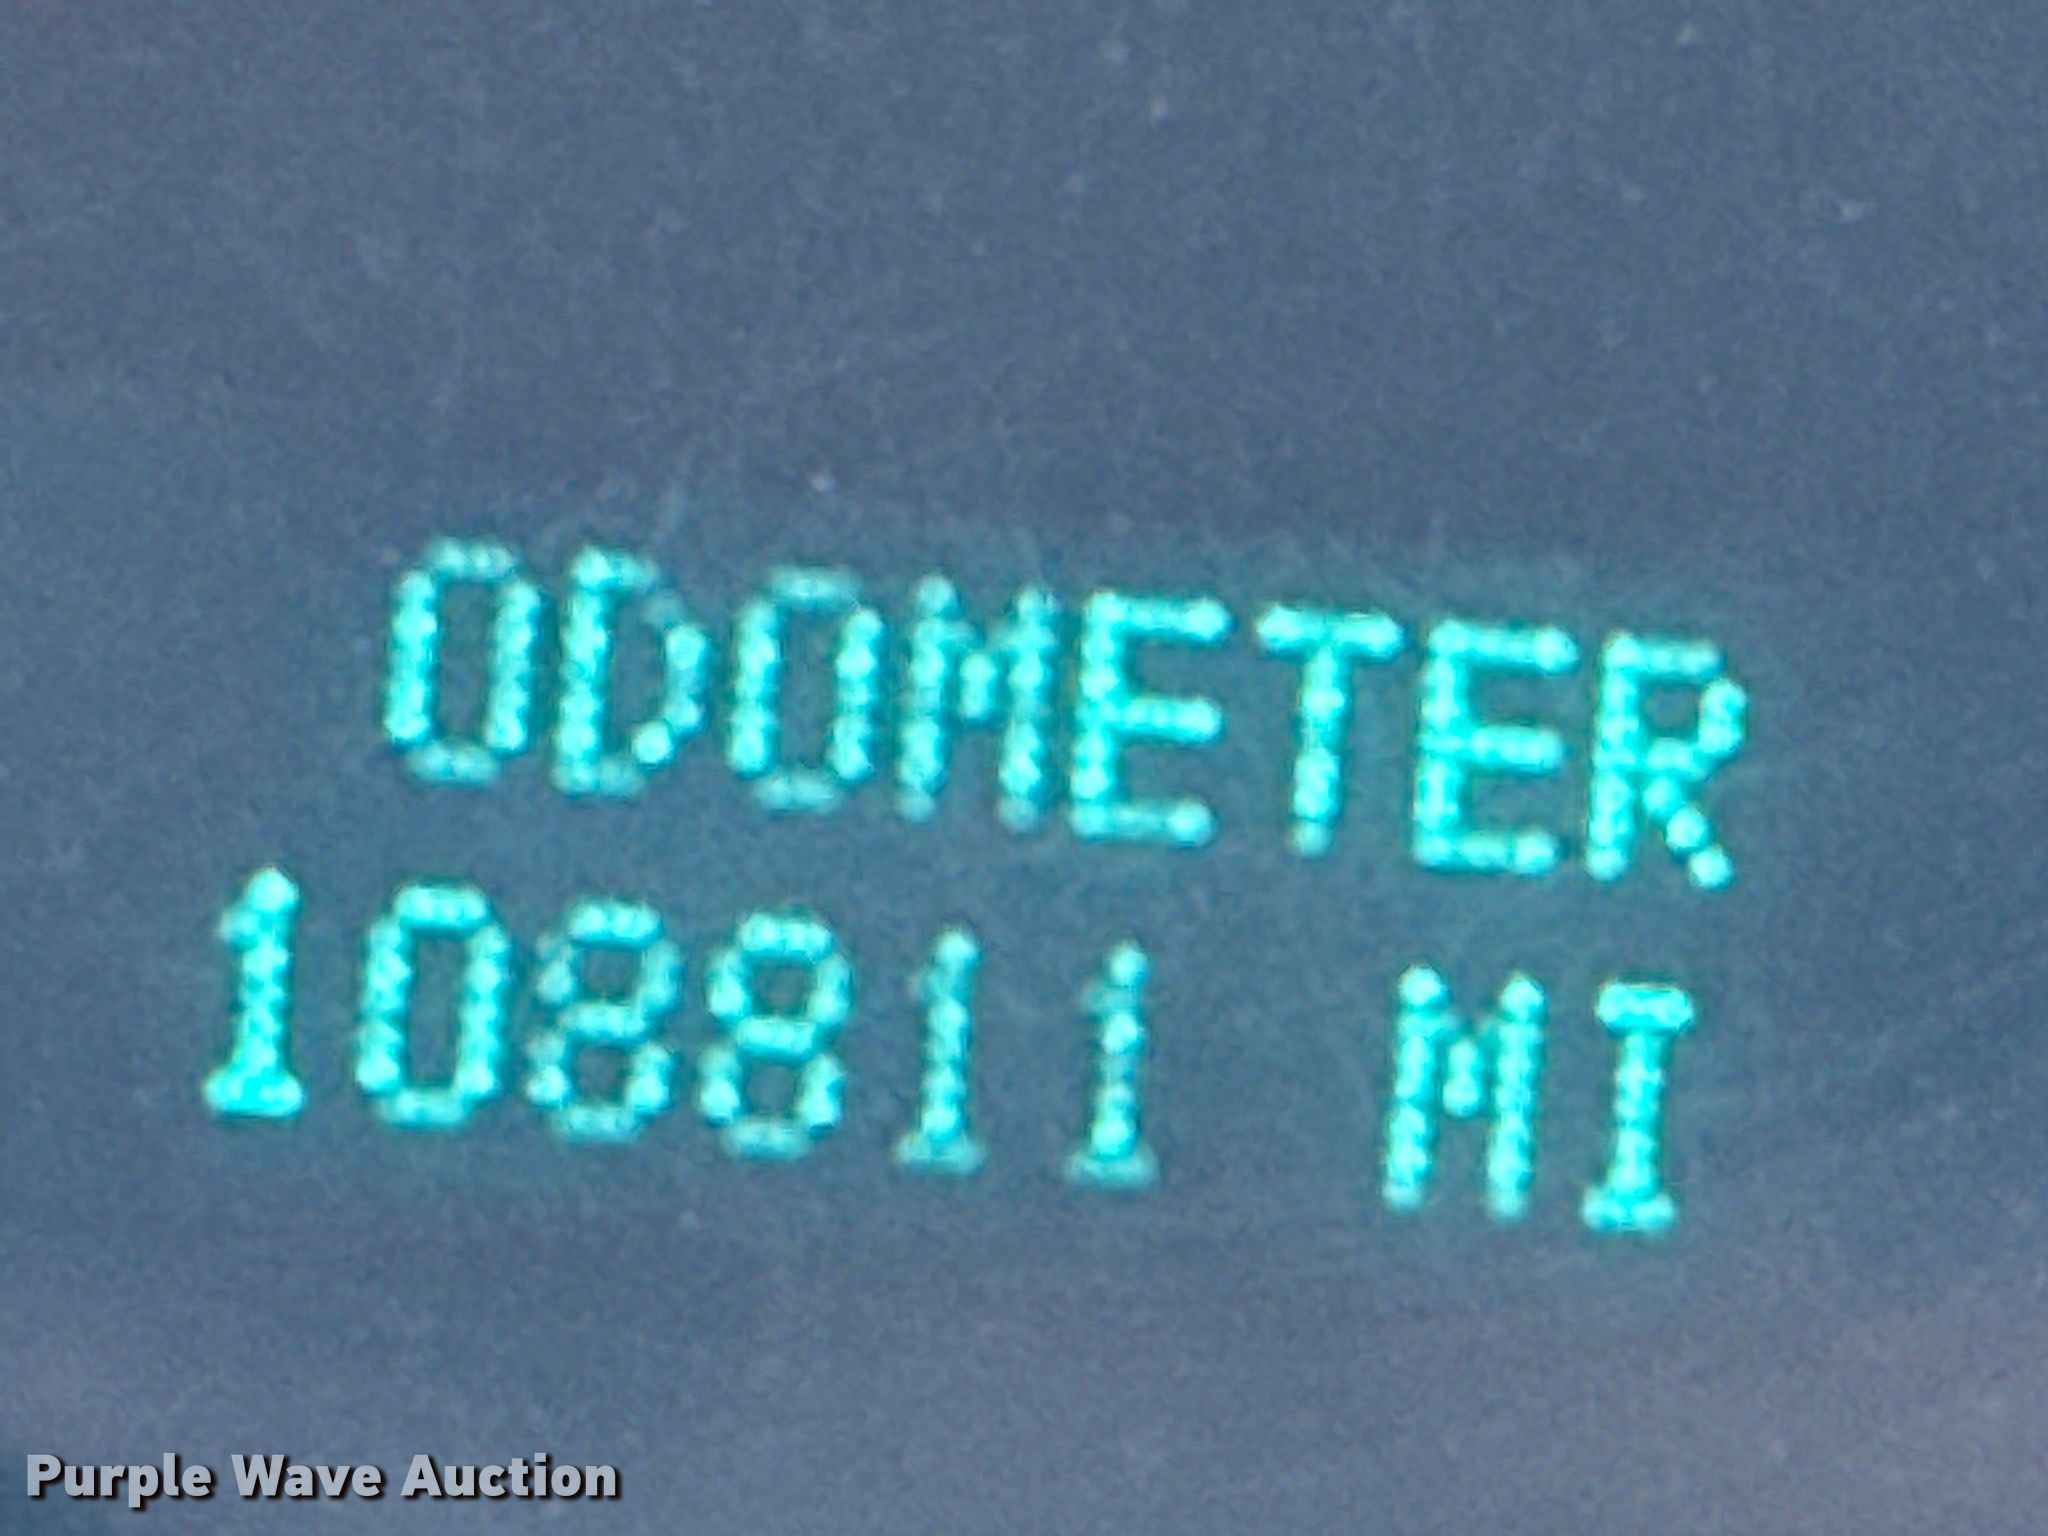 ODOMETER
108811 MI
Purple Wave Auction